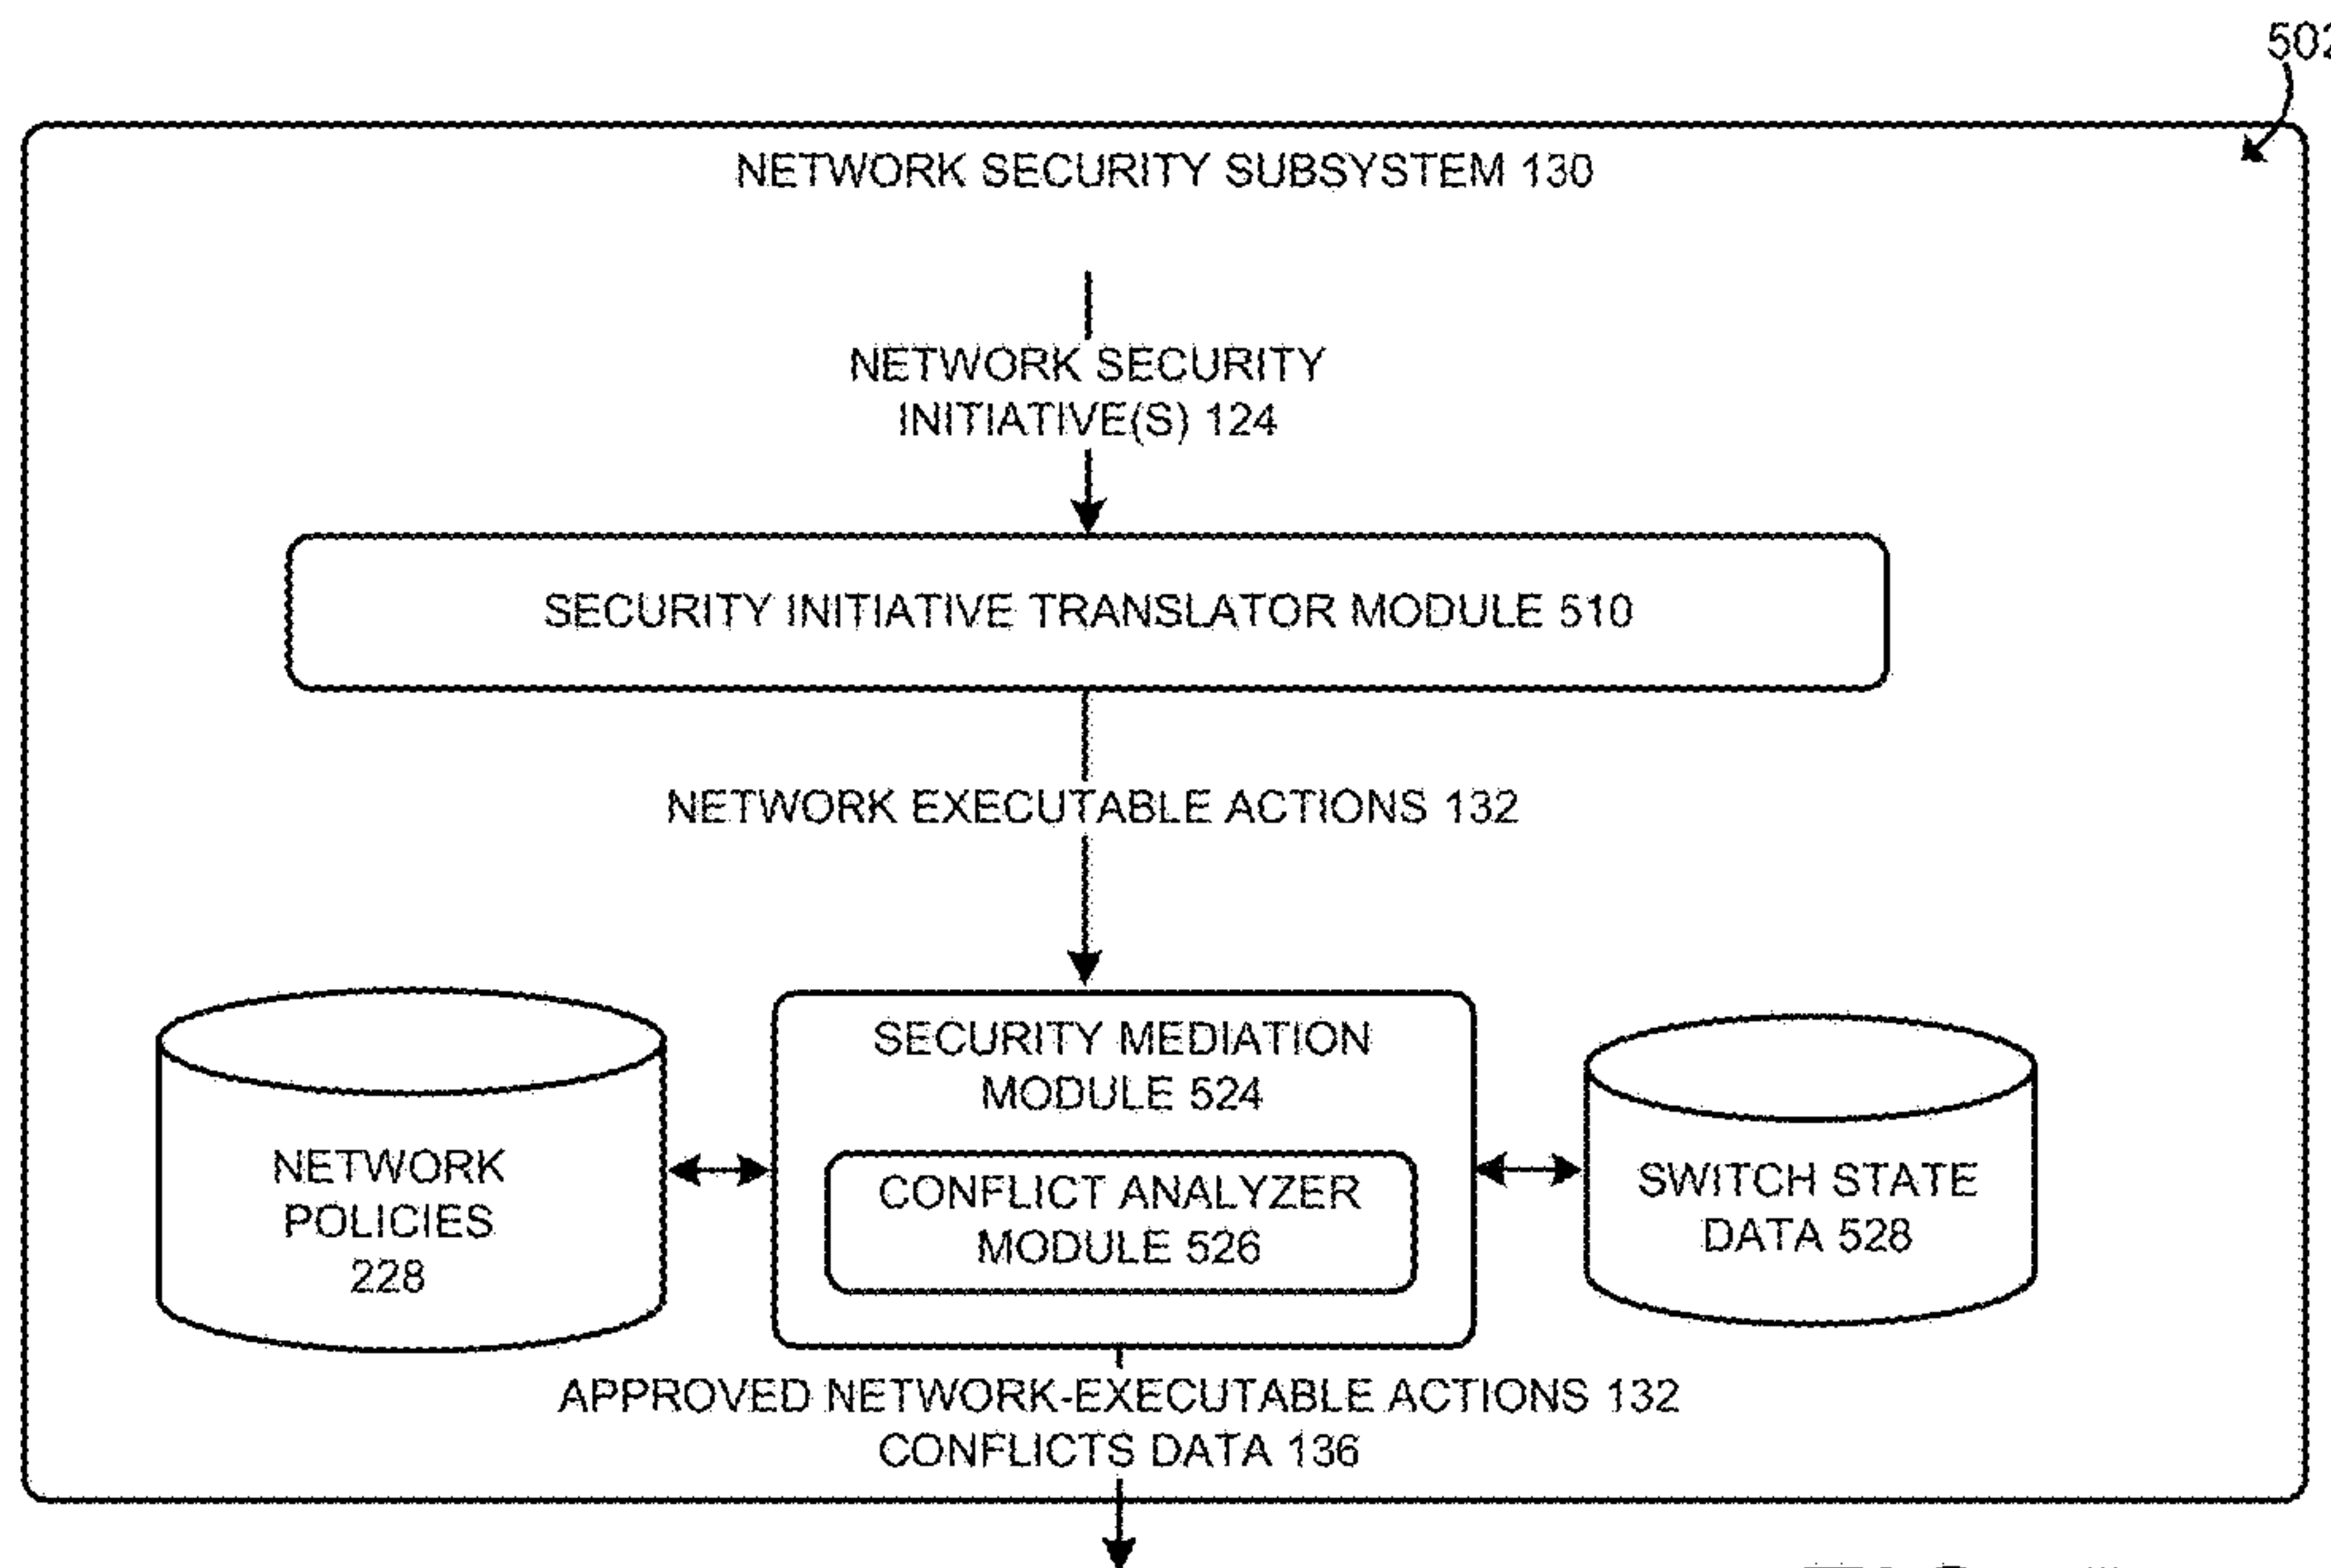 502
NETWORK SECURITY SUBSYSTEM 130
NETWORK SECURITY
INITIATIVE(S) 124
SECURITY INITIATIVE TRANSLATOR MODULE 510
NETWORK EXECUTABLE ACTIONS 132
SECURITY MEDIATION
MODULE 524
CONFLICT ANALYZER
MODULE 526
NETWORK
POLICIES
228
SWITCH STATE
DATA 528
APPROVED NETWORK-EXECUTABLE ACTIONS 132
CONFLICTS DATA 136